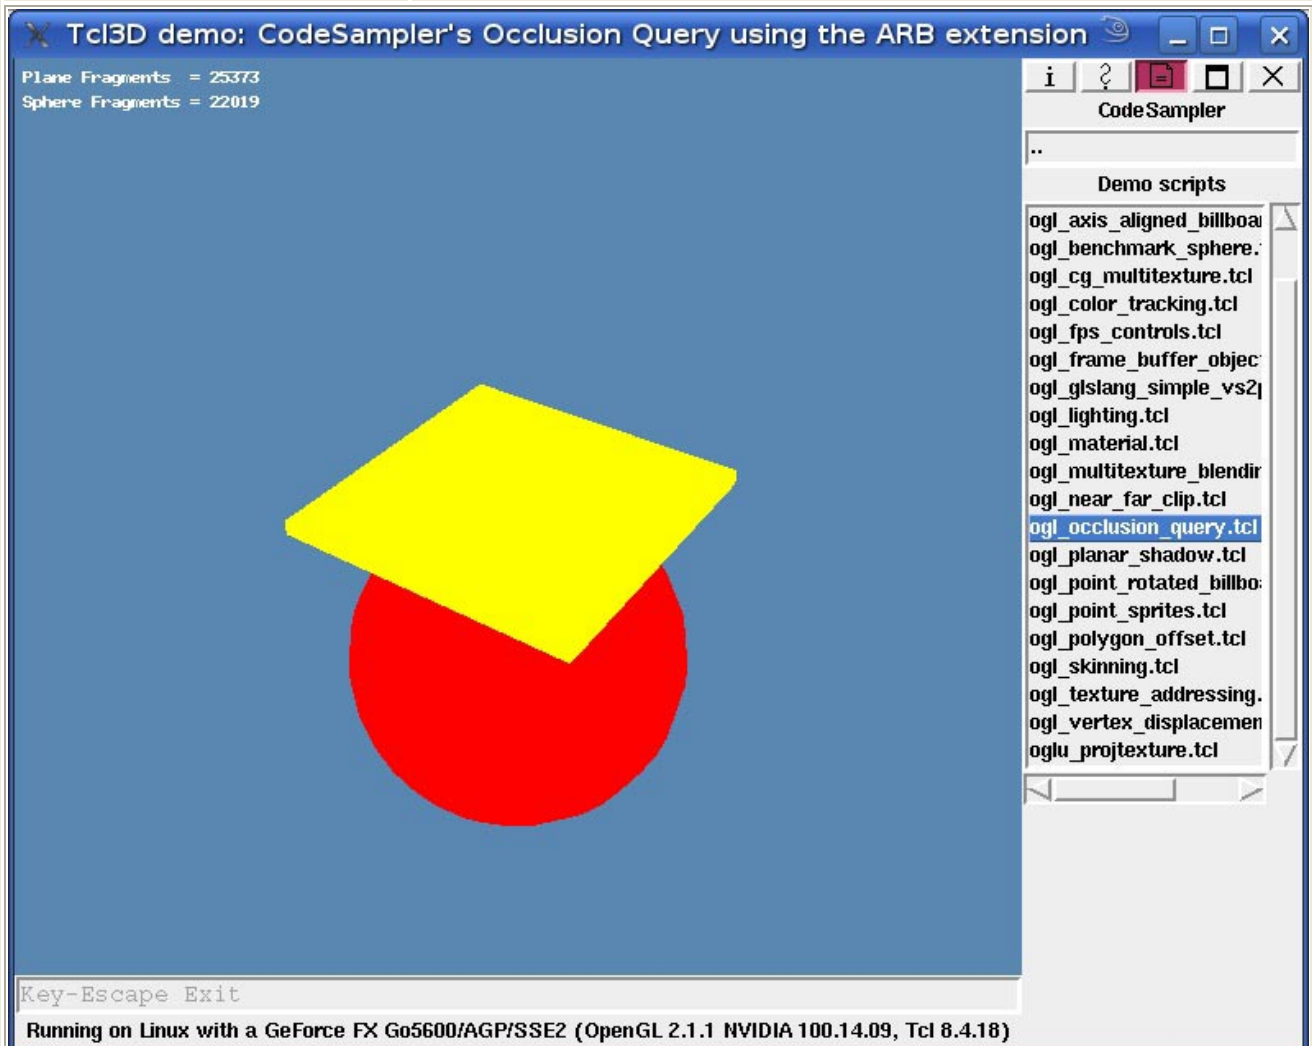 Tcl3D demo: CodeSampler's Occlusion Query using the ARB extension
Plane Fragments = 25373
Sphere Fragments = 22019
i ?
CodeSampler
..
Demo scripts
ogl_axis_aligned_billboa
ogl_benchmark_sphere.
ogl_cg_multitexture.tcl
ogl_color_tracking.tcl
ogl_fps_controls.tcl
ogl_frame_buffer_objec
ogl_glslang_simple_vs2p
ogl_lighting.tcl
ogl_material.tcl
ogl_multitexture_blendin
ogl_near_far_clip.tcl
ogl_occlusion_query.tcl
ogl_planar_shadow.tcl
ogl_point_rotated_billbo
ogl_point_sprites.tcl
ogl_polygon_offset.tcl
ogl_skinning.tcl
ogl_texture_addressing.
ogl_vertex_displacemen
oglu_projtexture.tcl
Key-Escape Exit
Running on Linux with a GeForce FX Go5600/AGP/SSE2 (OpenGL 2.1.1 NVIDIA 100.14.09, Tcl 8.4.18)